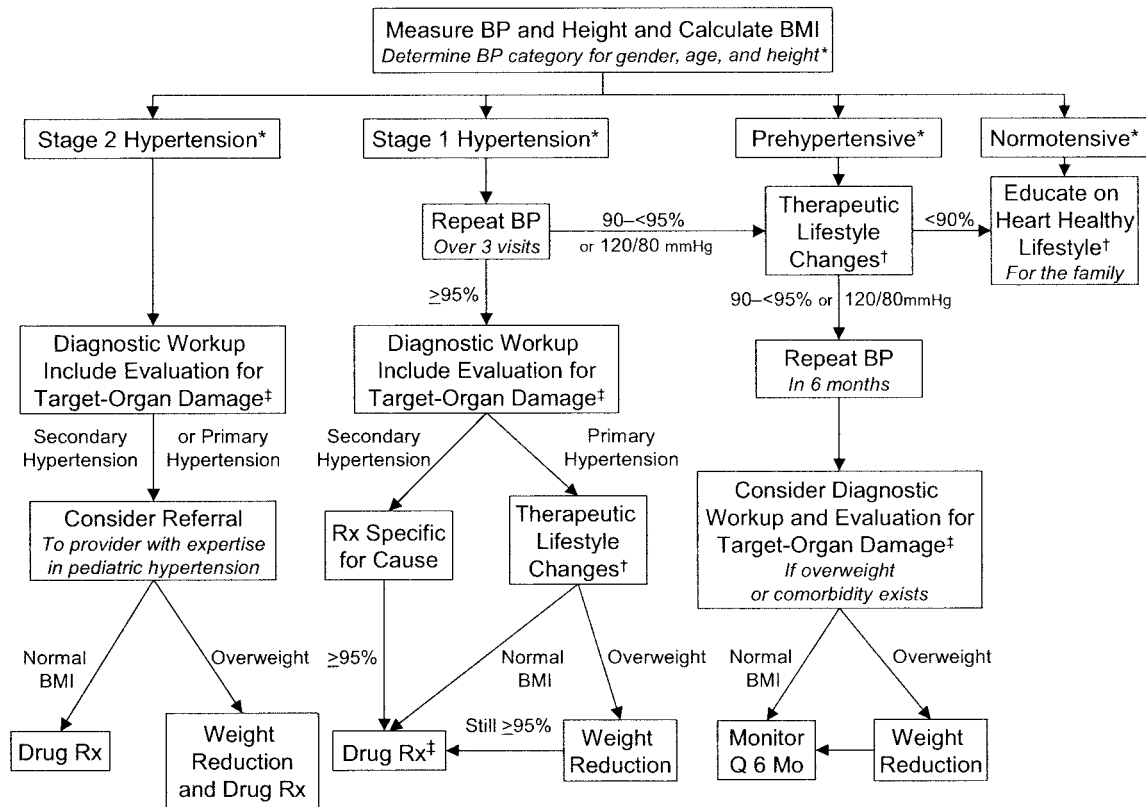 Measure BP and Height and Calculate BMI
Determine BP category for gender, age, and height*
Stage 2 Hypertension*
Stage 1 Hypertension*
Prehypertensive*
Normotensive*
Repeat BP
Over 3 visits
90–<95%
or 120/80 mmHg
Therapeutic
Lifestyle
Changes†
<90%
Educate on
Heart Healthy
Lifestyle†
For the family
≥95%
90–<95% or 120/80mmHg
Diagnostic Workup
Include Evaluation for
Target-Organ Damage‡
Diagnostic Workup
Include Evaluation for
Target-Organ Damage‡
Repeat BP
In 6 months
Secondary
Hypertension
or Primary
Hypertension
Secondary
Hypertension
Primary
Hypertension
Consider Referral
To provider with expertise
in pediatric hypertension
Rx Specific
for Cause
Therapeutic
Lifestyle
Changes†
Consider Diagnostic
Workup and Evaluation for
Target-Organ Damage‡
If overweight
or comorbidity exists
Normal
BMI
Overweight
≥95%
Normal
BMI
Overweight
Normal
BMI
Overweight
Drug Rx
Weight
Reduction
and Drug Rx
Drug Rx‡
Still ≥95%
Weight
Reduction
Monitor
Q 6 Mo
Weight
Reduction